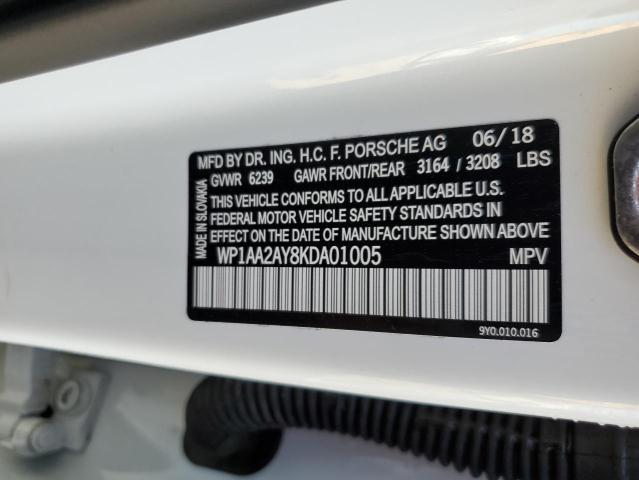 MFD BY DR. ING. H.C. F. PORSCHE AG 06/18
GVWR 6239 GAWR FRONT/REAR 3164 / 3208 LBS
THIS VEHICLE CONFORMS TO ALL APPLICABLE U.S.
FEDERAL MOTOR VEHICLE SAFETY STANDARDS IN
EFFECT ON THE DATE OF MANUFACTURE SHOWN ABOVE
WP1AA2AY8KDA01005 MPV
MADE IN SLOVAKIA
9Y0.010.016